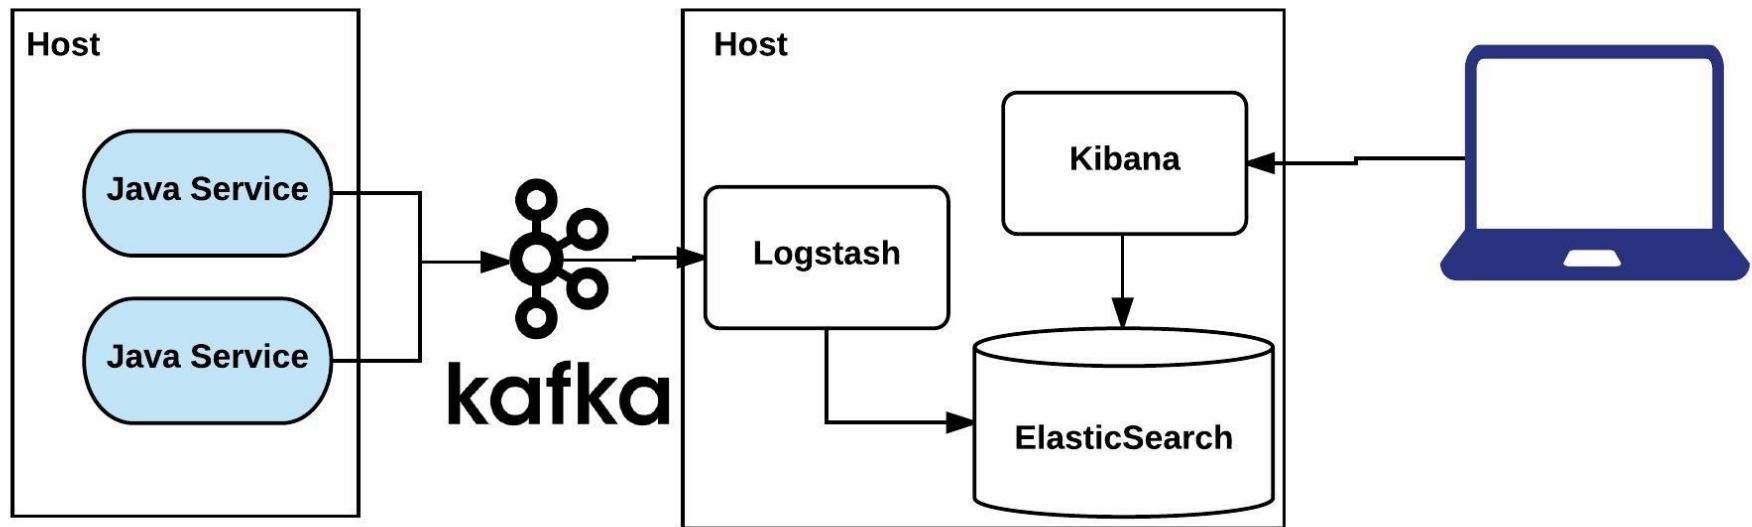 Host
Java Service
Java Service
kafka
Host
Logstash
Kibana
ElasticSearch